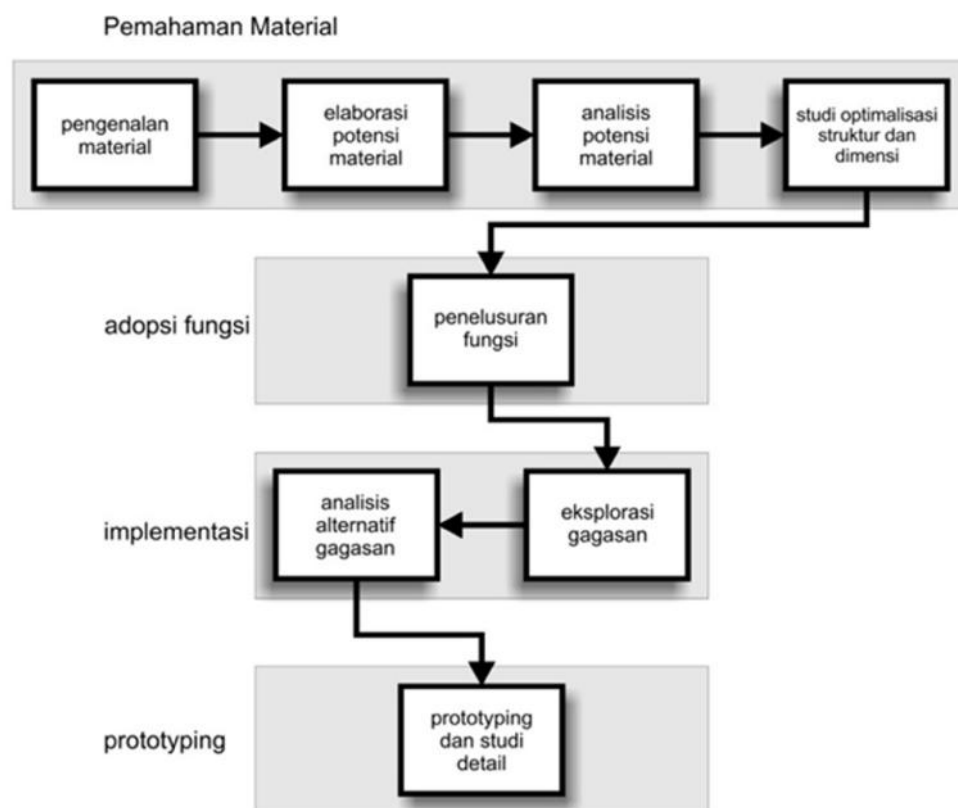 Pemahaman Material
pengenalan
material
elaborasi
potensi
material
analisis
potensi
material
studi optimalisasi
struktur dan
dimensi
adopsi fungsi
penelusuran
fungsi
implementasi
analisis
alternatif
gagasan
eksplorasi
gagasan
prototyping
prototyping
dan studi
detail